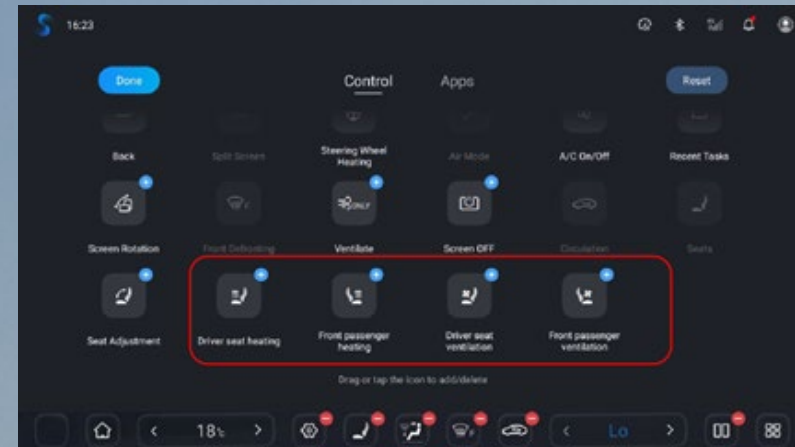 16:23
Done
Control
Apps
Reset
Back
Split Screen
Steering Wheel
Heating
Air Mode
A/C On/Off
Recent Tasks
ONLY
Screen Rotation
Front Defrosting
Ventilate
Screen OFF
Circulation
Seats
Seat Adjustment
Driver seat heating
Front passenger
heating
Driver seat
ventilation
Front passenger
ventilation
Drag or tap the icon to add/delete
18℃
Lo